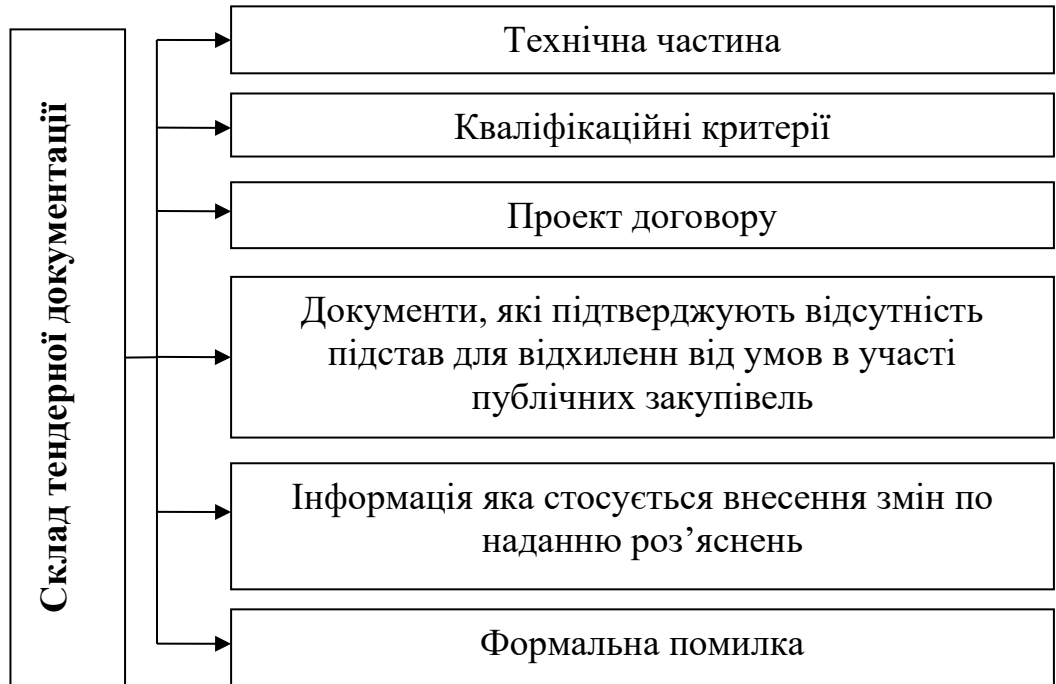 Склад тендерної документації
Технічна частина
Кваліфікаційні критерії
Проект договору
Документи, які підтверджують відсутність
підстав для відхиленн від умов в участі
публічних закупівель
Інформація яка стосується внесення змін по
наданню роз’яснень
Формальна помилка